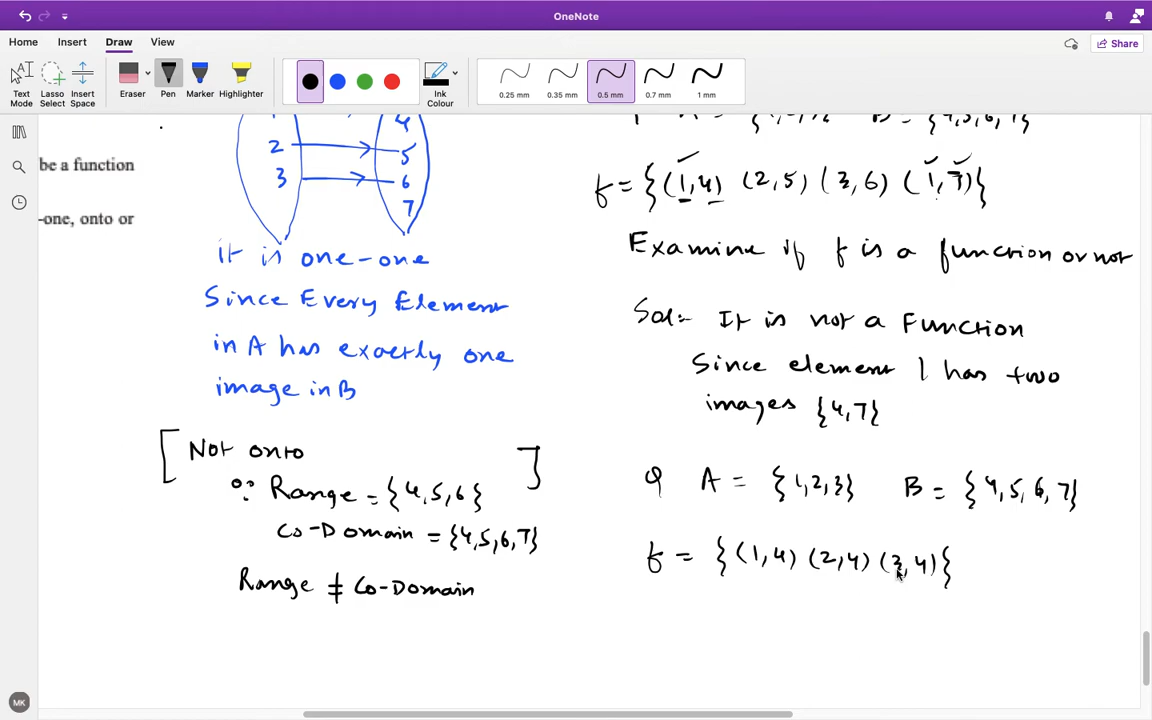 OneNote
Home Insert Draw View
Share
Text Mode
Lasso Select
Insert Space
Eraser
Pen
Marker
Highlighter
Ink Colour
0.25 mm 0.35 mm 0.5 mm 0.7 mm 1 mm
be a function
-one, onto or
4
2 5
3 6
7
it is one-one
Since Every Element
in A has exactly one
image in B
[ Not onto ]
∵ Range = {4,5,6}
Co-Domain = {4,5,6,7}
Range ≠ Co-Domain
f = {(1,4) (2,5) (3,6) (1,7)}
Examine if f is a function or not
Sol:- It is not a Function
Since element 1 has two
images {4,7}
Q A = {1,2,3} B = {4,5,6,7}
f = {(1,4) (2,4) (3,4)}
MK